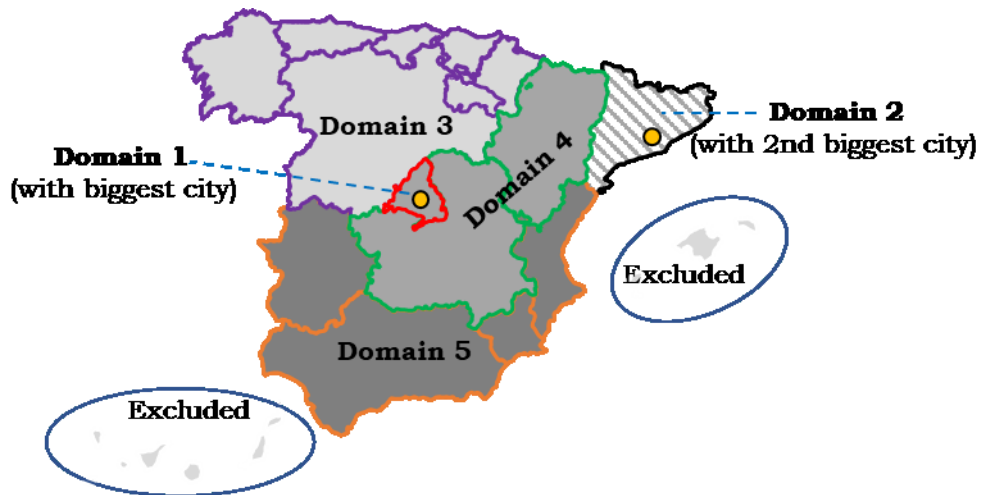 Domain 2
Domain 3
(with 2nd biggest city)
Domain 1
Domain 4
(with biggest city)
Excluded
Domain 5
Excluded